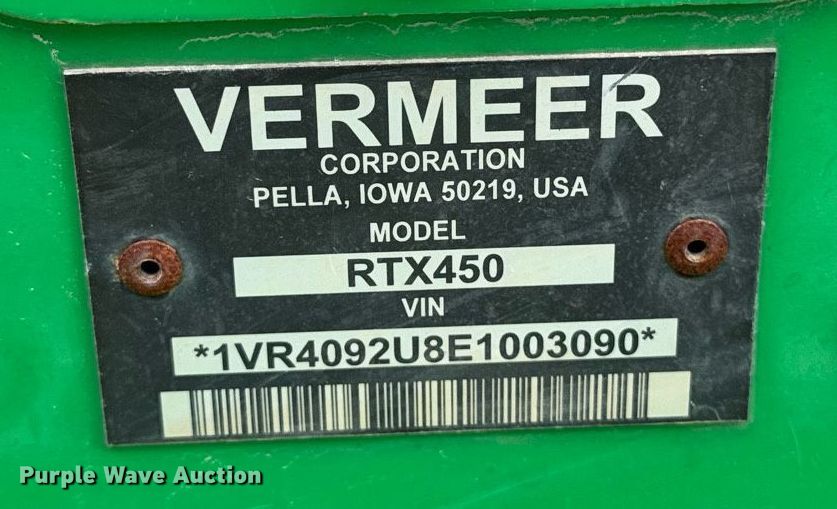 VERMEER
CORPORATION
PELLA, IOWA 50219, USA
MODEL
RTX450
VIN
*1VR4092U8E1003090*
Purple Wave Auction